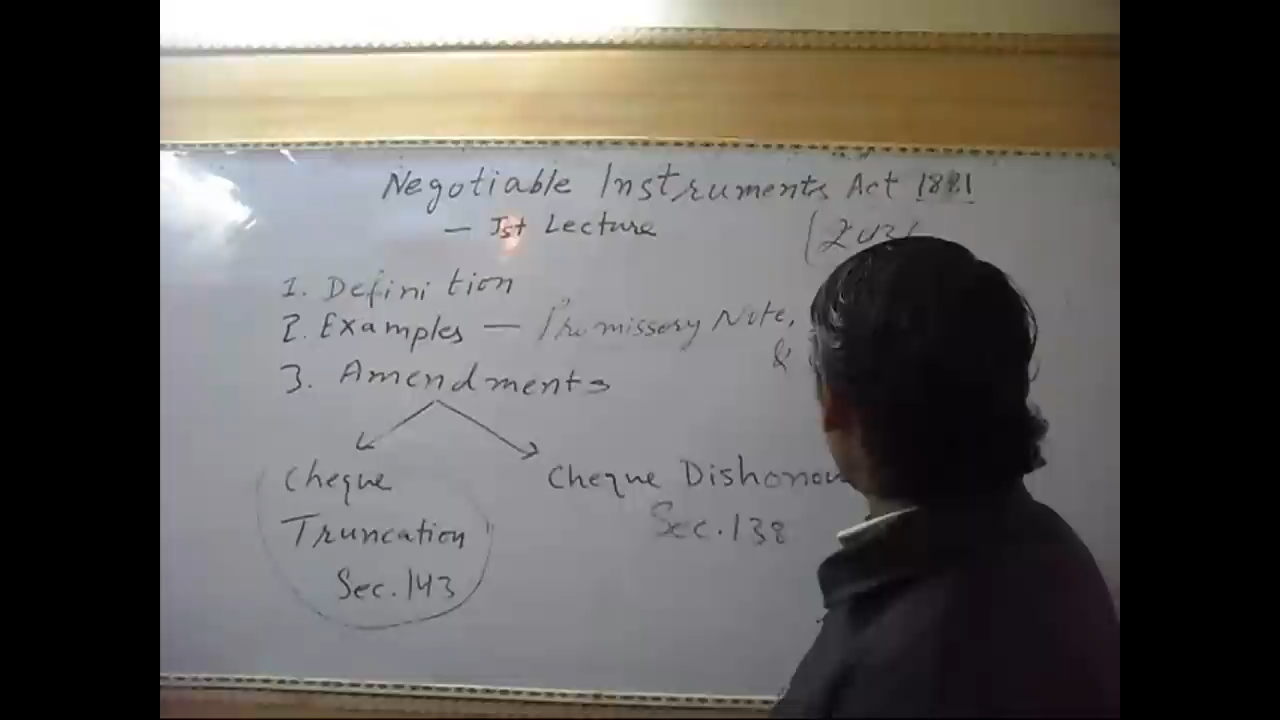 Negotiable Instruments Act 1881
— Ist Lecture
1. Definition
2. Examples — Promissory Note,
&
3. Amendments
Cheque
Truncation
Sec. 143
Cheque Dishonou
Sec. 138